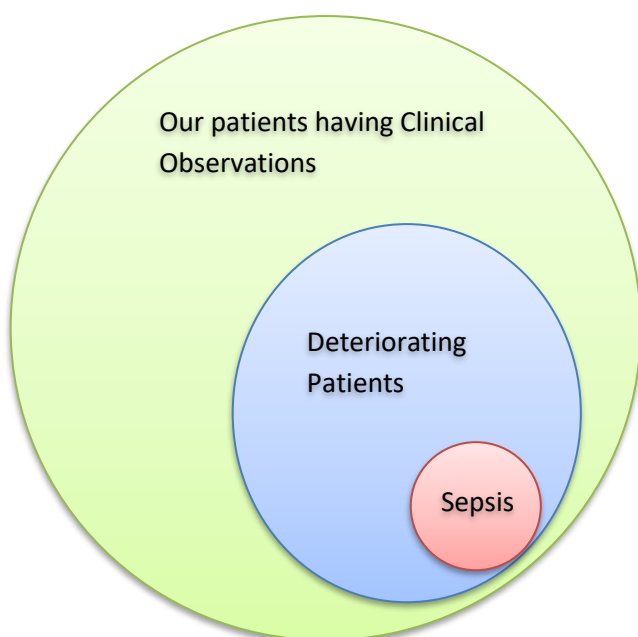 Our patients having Clinical
Observations
Deteriorating
Patients
Sepsis